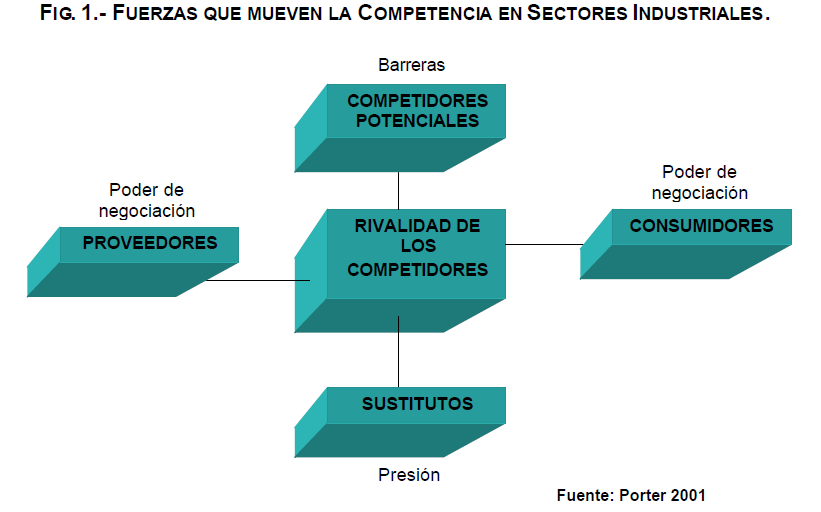 FIG. 1.- FUERZAS QUE MUEVEN LA COMPETENCIA EN SECTORES INDUSTRIALES.
Barreras
COMPETIDORES
POTENCIALES
Poder de
negociación
PROVEEDORES
RIVALIDAD DE
LOS
COMPETIDORES
Poder de
negociación
CONSUMIDORES
SUSTITUTOS
Presión
Fuente: Porter 2001